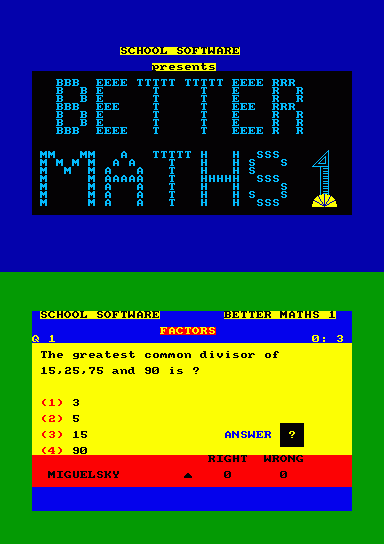 SCHOOL SOFTWARE
presents
BETTER
MATHS 1
SCHOOL SOFTWARE BETTER MATHS 1
FACTORS
Q 1 0: 3
The greatest common divisor of
15,25,75 and 90 is ?
(1) 3
(2) 5
(3) 15 ANSWER ?
(4) 90
RIGHT WRONG
MIGUELSKY 0 0